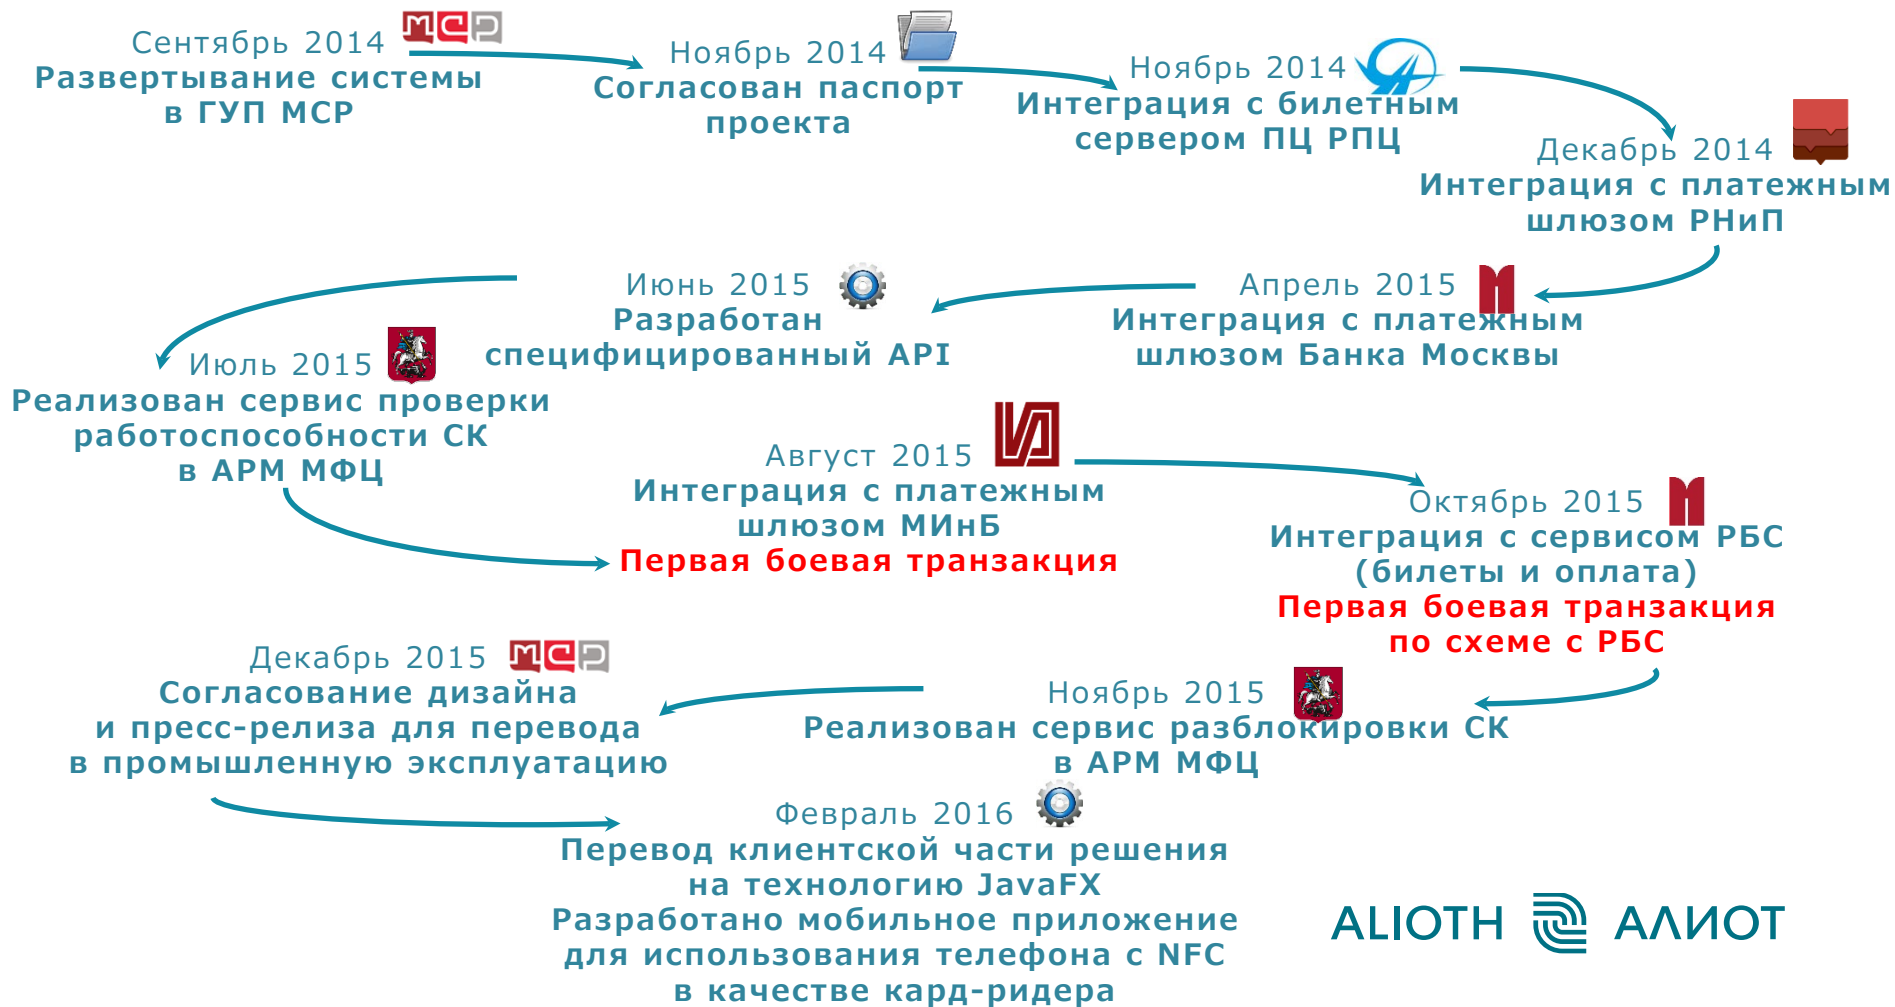 Сентябрь 2014
Развертывание системы
в ГУП МСР
Ноябрь 2014
Согласован паспорт
проекта
Ноябрь 2014
Интеграция с билетным
сервером ПЦ РПЦ
Декабрь 2014
Интеграция с платежным
шлюзом РНиП
Апрель 2015
Интеграция с платежным
шлюзом Банка Москвы
Июнь 2015
Разработан
специфицированный API
Июль 2015
Реализован сервис проверки
работоспособности СК
в АРМ МФЦ
Август 2015
Интеграция с платежным
шлюзом МИнБ
Первая боевая транзакция
Октябрь 2015
Интеграция с сервисом РБС
(билеты и оплата)
Первая боевая транзакция
по схеме с РБС
Ноябрь 2015
Реализован сервис разблокировки СК
в АРМ МФЦ
Декабрь 2015
Согласование дизайна
и пресс-релиза для перевода
в промышленную эксплуатацию
Февраль 2016
Перевод клиентской части решения
на технологию JavaFX
Разработано мобильное приложение
для использования телефона с NFC
в качестве кард-ридера
ALIOTH АЛИОТ